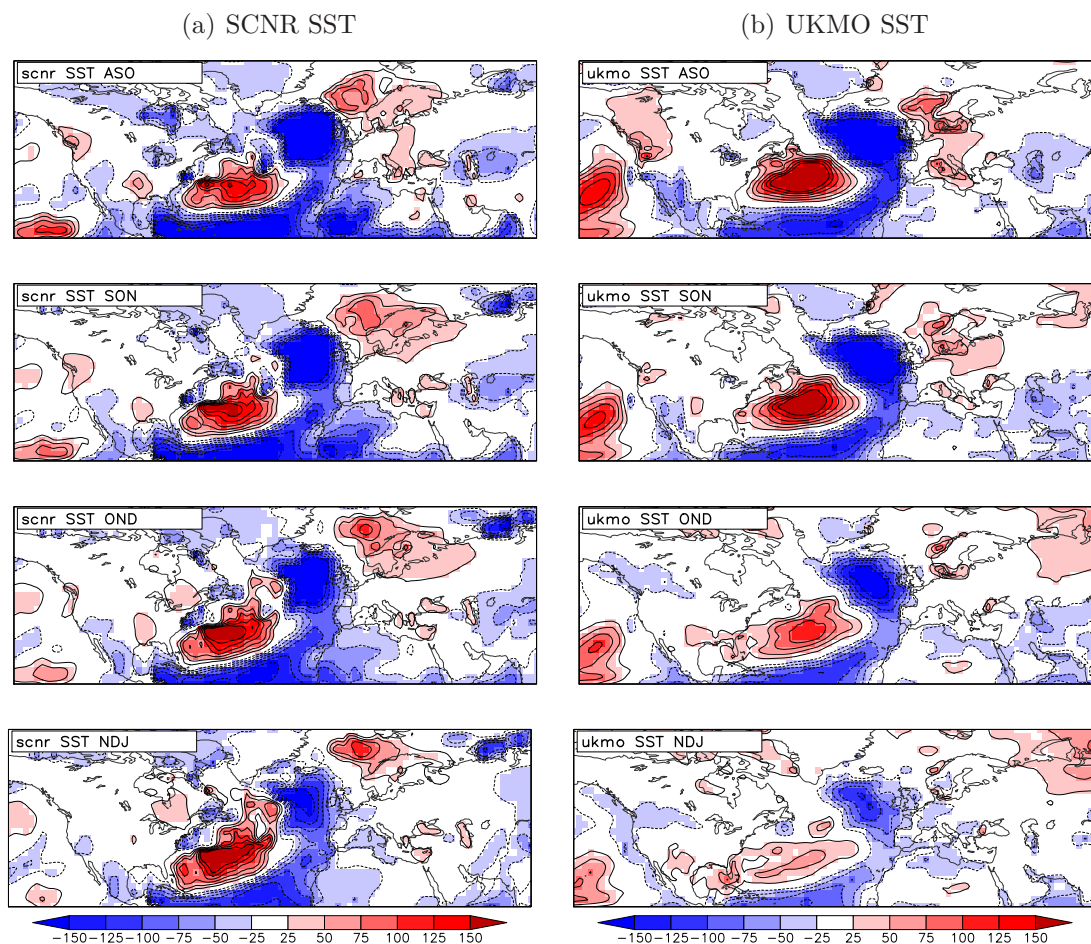 (a) SCNR SST
(b) UKMO SST
scnr SST ASO
ukmo SST ASO
scnr SST SON
ukmo SST SON
scnr SST OND
ukmo SST OND
scnr SST NDJ
ukmo SST NDJ
-150 -125 -100 -75 -50 -25 25 50 75 100 125 150
-150 -125 -100 -75 -50 -25 25 50 75 100 125 150